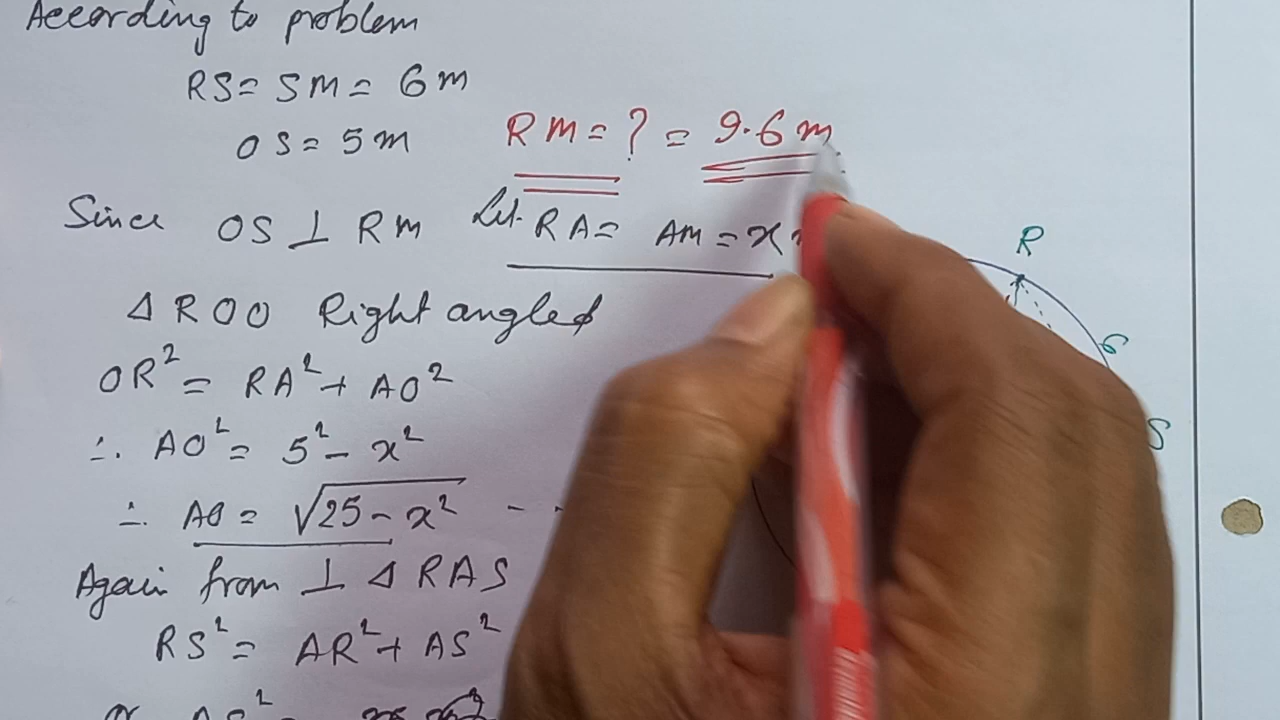 According to problem
RS = SM = 6 m
OS = 5 m
RM = ? = 9.6 m
Since OS ⊥ RM
Let RA = AM = x
Δ ROO Right angled
OR² = RA² + AO²
∴ AO² = 5² - x²
∴ AO = √25 - x² - -
Again from ⊥ Δ RAS
RS² = AR² + AS²
R
6
S